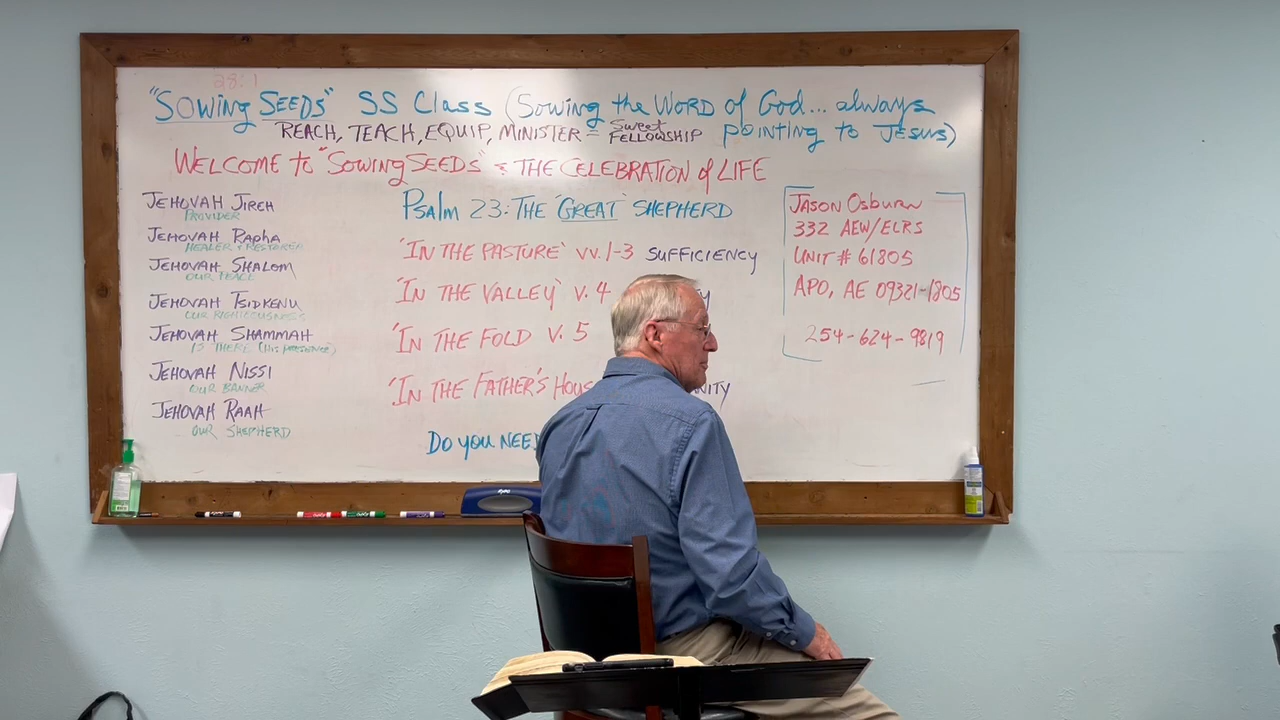 28:1
"SOWING SEEDS" SS CLASS (SOWING THE WORD OF GOD... always
REACH, TEACH, EQUIP, MINISTER = SWEET FELLOWSHIP pointing to JESUS)
WELCOME TO "SOWING SEEDS" & THE CELEBRATION of LIFE
JEHOVAH JIREH
PROVIDER
JEHOVAH RAPHA
HEALER & RESTORER
JEHOVAH SHALOM
OUR PEACE
JEHOVAH TSIDKENU
OUR RIGHTEOUSNESS
JEHOVAH SHAMMAH
IS THERE (HIS PRESENCE)
JEHOVAH NISSI
OUR BANNER
JEHOVAH RAAH
OUR SHEPHERD
PSALM 23: THE 'GREAT' SHEPHERD
'IN THE PASTURE' VV. 1-3 SUFFICIENCY
'IN THE VALLEY' V. 4
'IN THE FOLD V. 5
'IN THE FATHER'S
DO YOU NEED
JASON OSBURN
332 AEW/ELRS
UNIT # 61805
APO, AE 09321-1805
254-624-9819